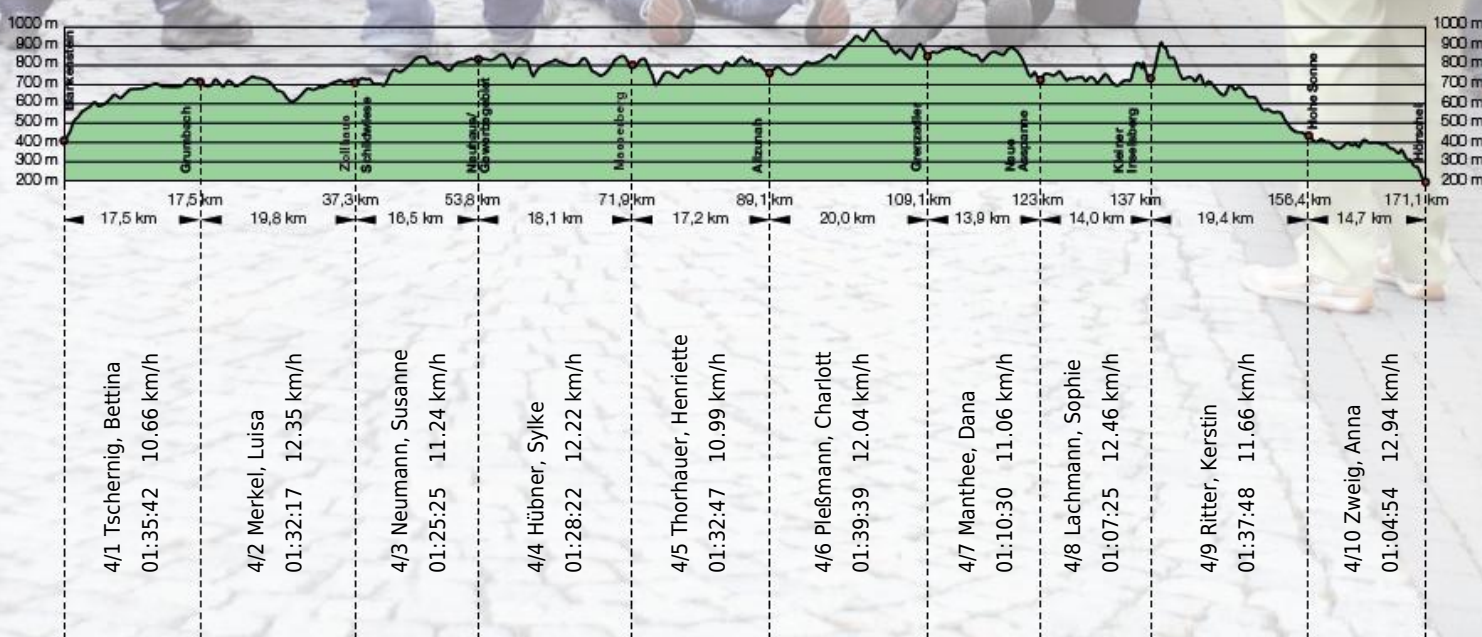 1000 m
900 m
800 m
700 m
600 m
500 m
400 m
300 m
200 m
1000 m
900 m
800 m
700 m
600 m
500 m
400 m
300 m
200 m
Blankenstein
Grumbach
Zollhaus
Schildwiese
Neuhaus/
Masserberg
Allzunah
Grenzadler
Neue
Ausspanne
Kleiner
Inselsberg
Hohe Sonne
Hörschel
17,5 km
37,3 km
53,8 km
71,9 km
89,1 km
109,1 km
123 km
137 km
156,4 km
171,1 km
17,5 km
19,8 km
16,5 km
18,1 km
17,2 km
20,0 km
13,9 km
14,0 km
19,4 km
14,7 km
4/1 Tschernig, Bettina
01:35:42 10.66 km/h
4/2 Merkel, Luisa
01:32:17 12.35 km/h
4/3 Neumann, Susanne
01:25:25 11.24 km/h
4/4 Hübner, Sylke
01:28:22 12.22 km/h
4/5 Thorhauer, Henriette
01:32:47 10.99 km/h
4/6 Pleßmann, Charlott
01:39:39 12.04 km/h
4/7 Manthee, Dana
01:10:30 11.06 km/h
4/8 Lachmann, Sophie
01:07:25 12.46 km/h
4/9 Ritter, Kerstin
01:37:48 11.66 km/h
4/10 Zweig, Anna
01:04:54 12.94 km/h